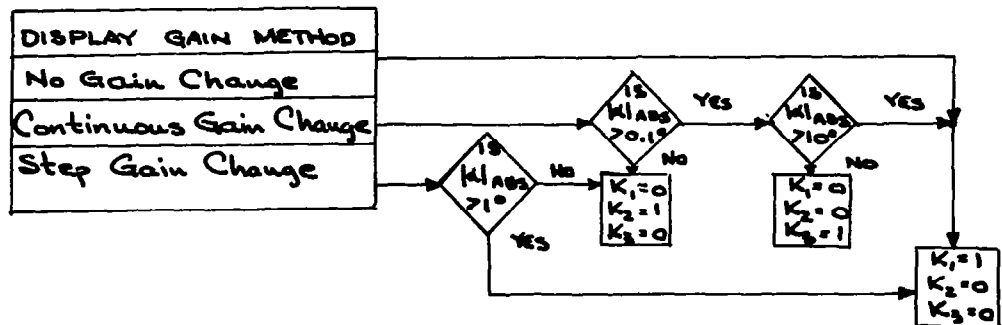 DISPLAY GAIN METHOD
No Gain Change
Continuous Gain Change
Step Gain Change
IS
|α|ABS
>1°
NO
YES
IS
|α|ABS
>0.1°
YES
NO
K₁=0
K₂=1
K₃=0
IS
|α|ABS
>10°
YES
NO
K₁=0
K₂=0
K₃=1
K₁=1
K₂=0
K₃=0